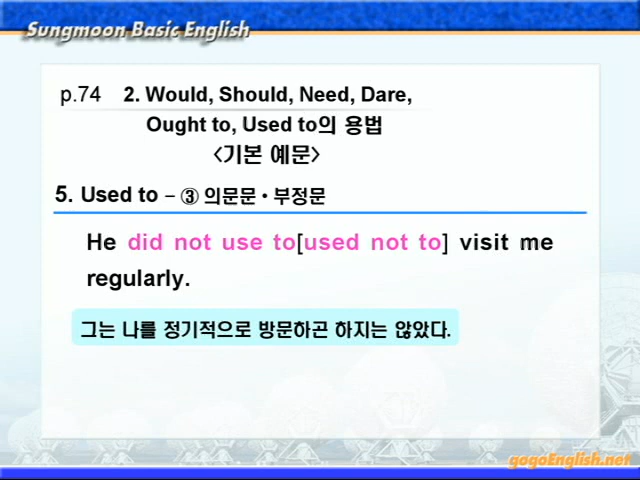 Sungmoon Basic English
p.74 2. Would, Should, Need, Dare,
Ought to, Used to의 용법
<기본 예문>
5. Used to – ③ 의문문 • 부정문
He did not use to[used not to] visit me
regularly.
그는 나를 정기적으로 방문하곤 하지는 않았다.
gogoEnglish.net